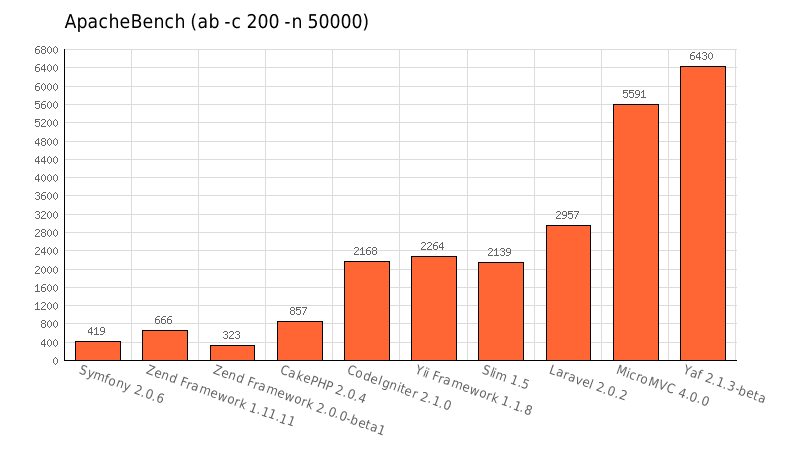 ApacheBench (ab -c 200 -n 50000)
6800
6400
6000
5600
5200
4800
4400
4000
3600
3200
2800
2400
2000
1600
1200
800
400
0
419
666
323
857
2168
2264
2139
2957
5591
6430
Symfony 2.0.6
Zend Framework 1.11.11
Zend Framework 2.0.0-beta1
CakePHP 2.0.4
CodeIgniter 2.1.0
Yii Framework 1.1.8
Slim 1.5
Laravel 2.0.2
MicroMVC 4.0.0
Yaf 2.1.3-beta